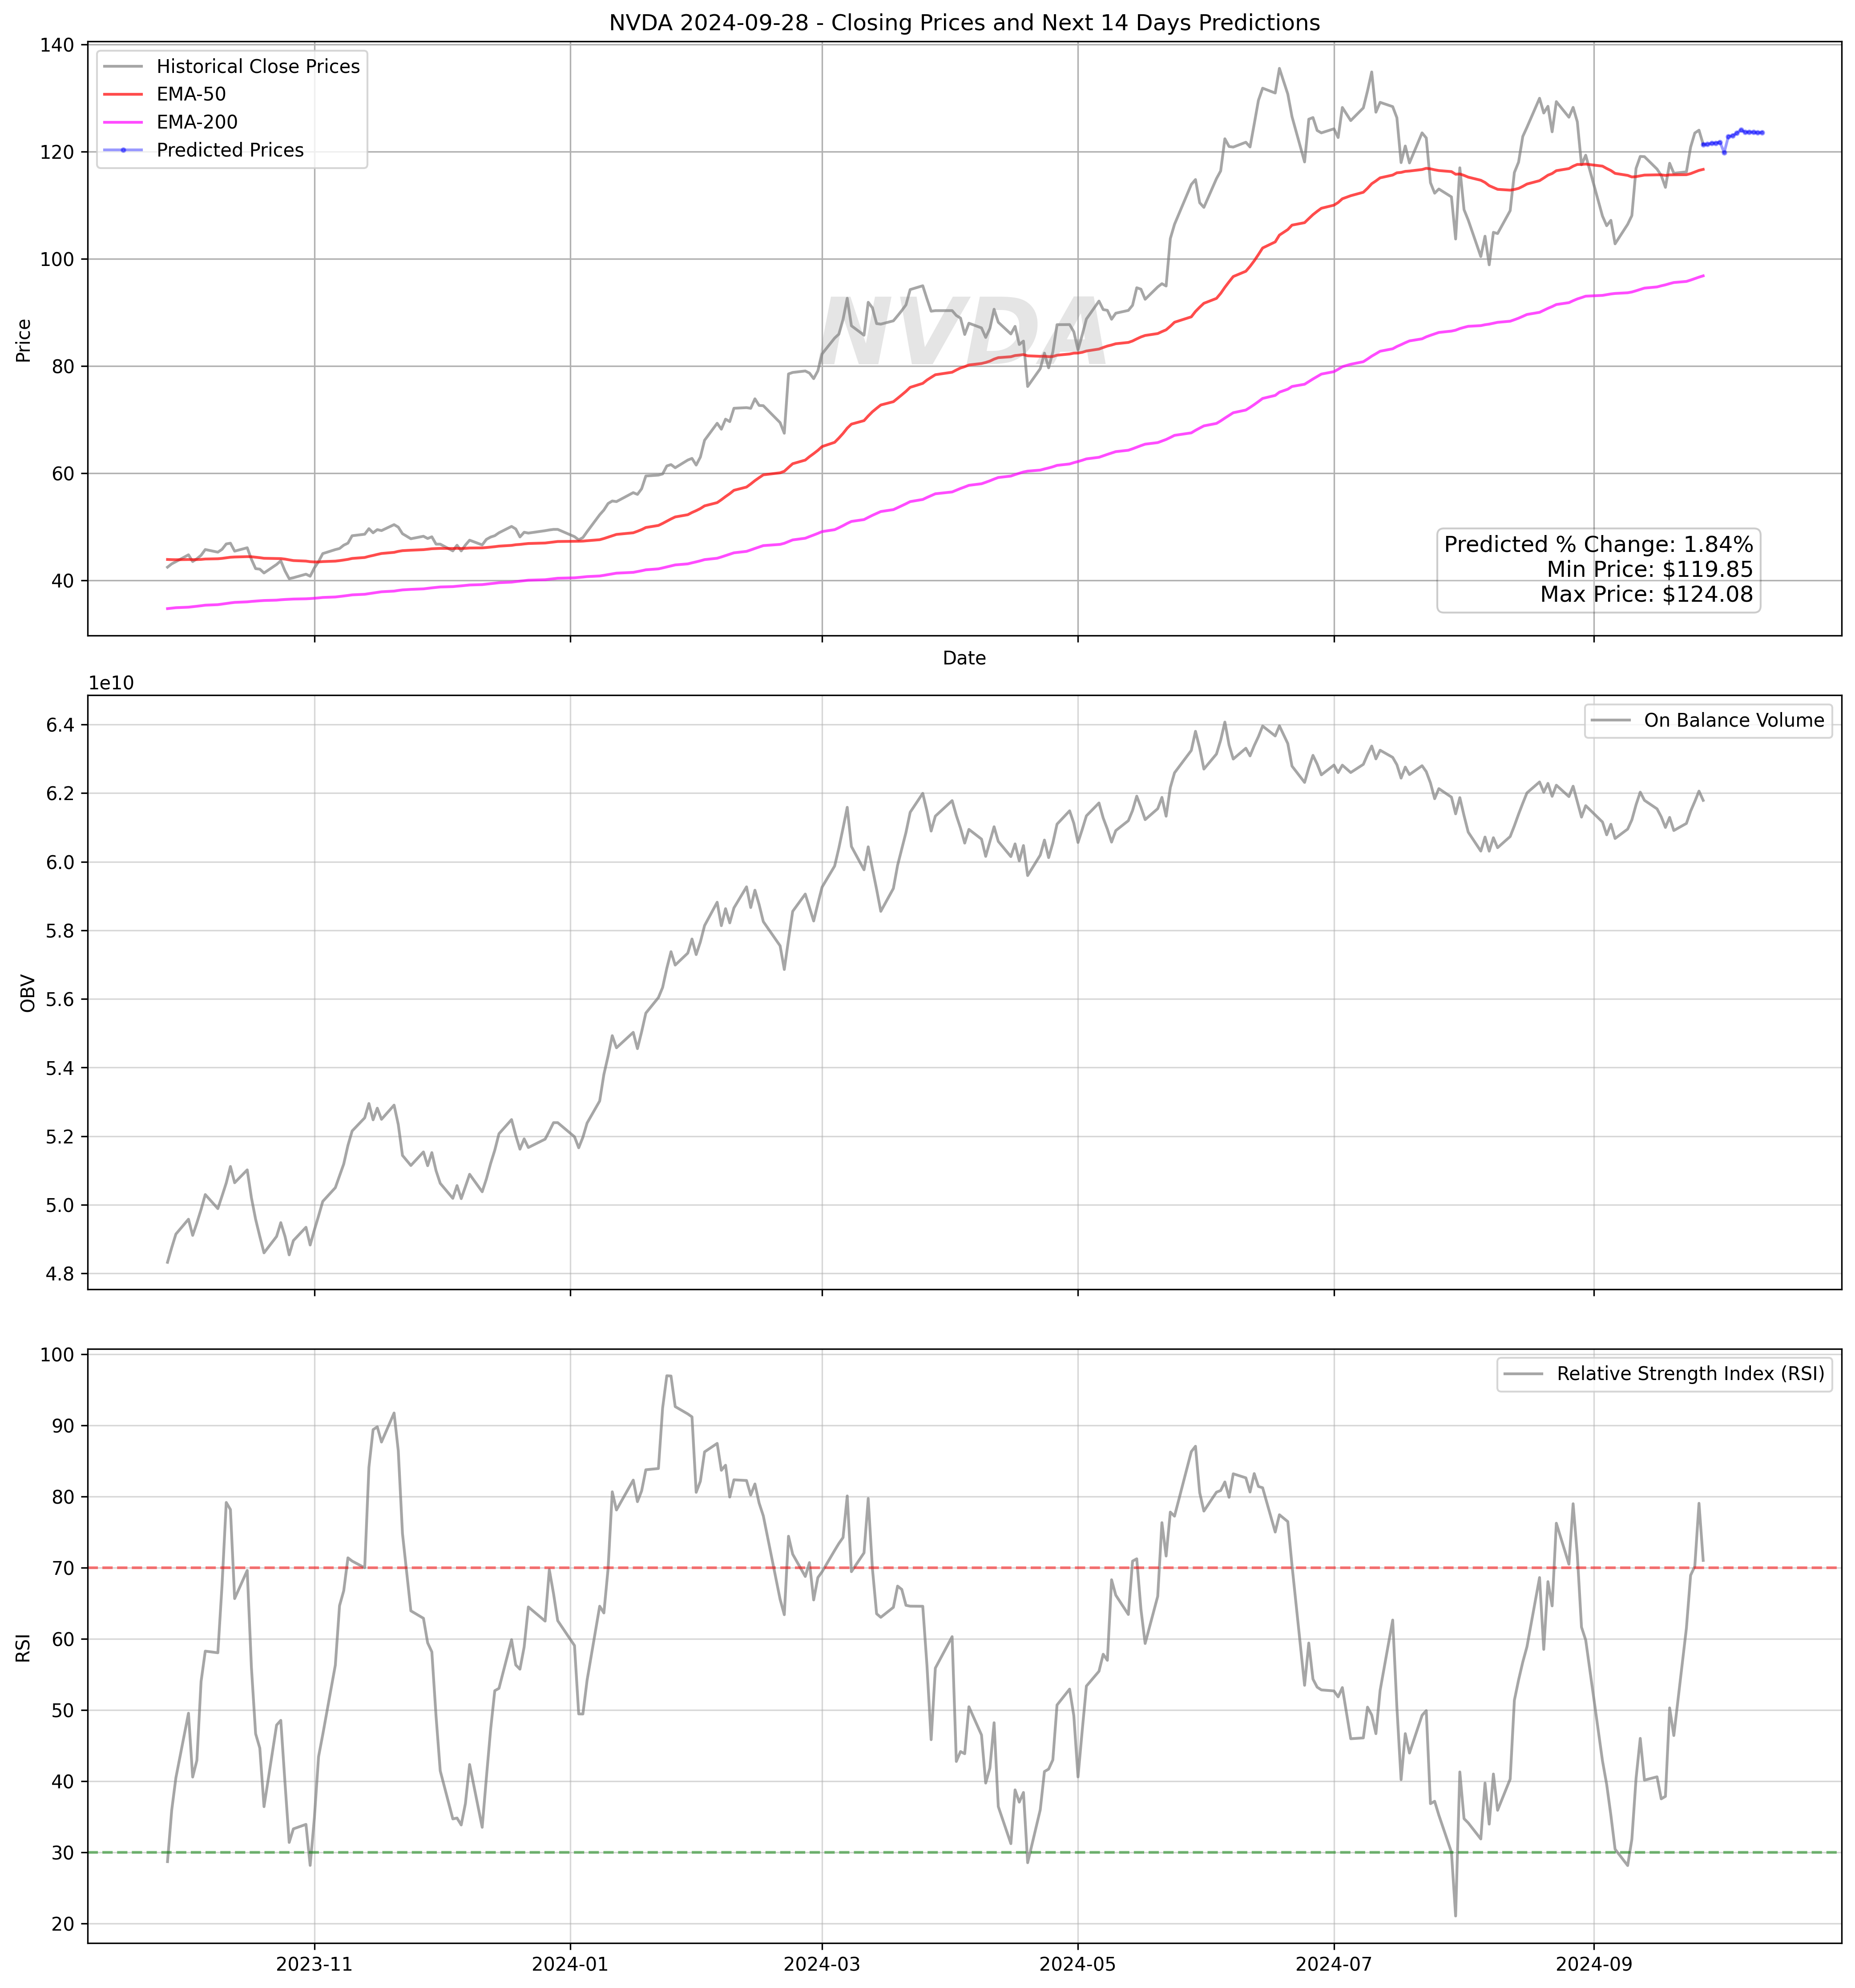 NVDA 2024-09-28 - Closing Prices and Next 14 Days Predictions
140
120
100
80
60
40
Price
Historical Close Prices
EMA-50
EMA-200
Predicted Prices
NVDA
Predicted % Change: 1.84%
Min Price: $119.85
Max Price: $124.08
Date
1e10
6.4
6.2
6.0
5.8
5.6
5.4
5.2
5.0
4.8
OBV
On Balance Volume
100
90
80
70
60
50
40
30
20
RSI
Relative Strength Index (RSI)
2023-11
2024-01
2024-03
2024-05
2024-07
2024-09